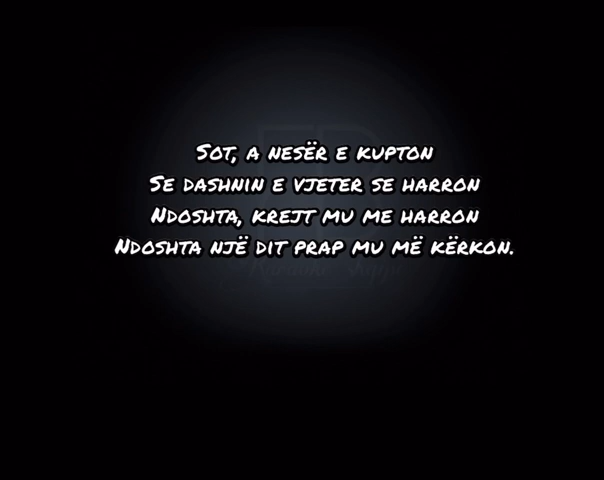 Sot, a nesër e kupton
Se dashnin e vjeter se harron
Ndoshta, krejt mu me harron
Ndoshta një dit prap mu më kërkon.